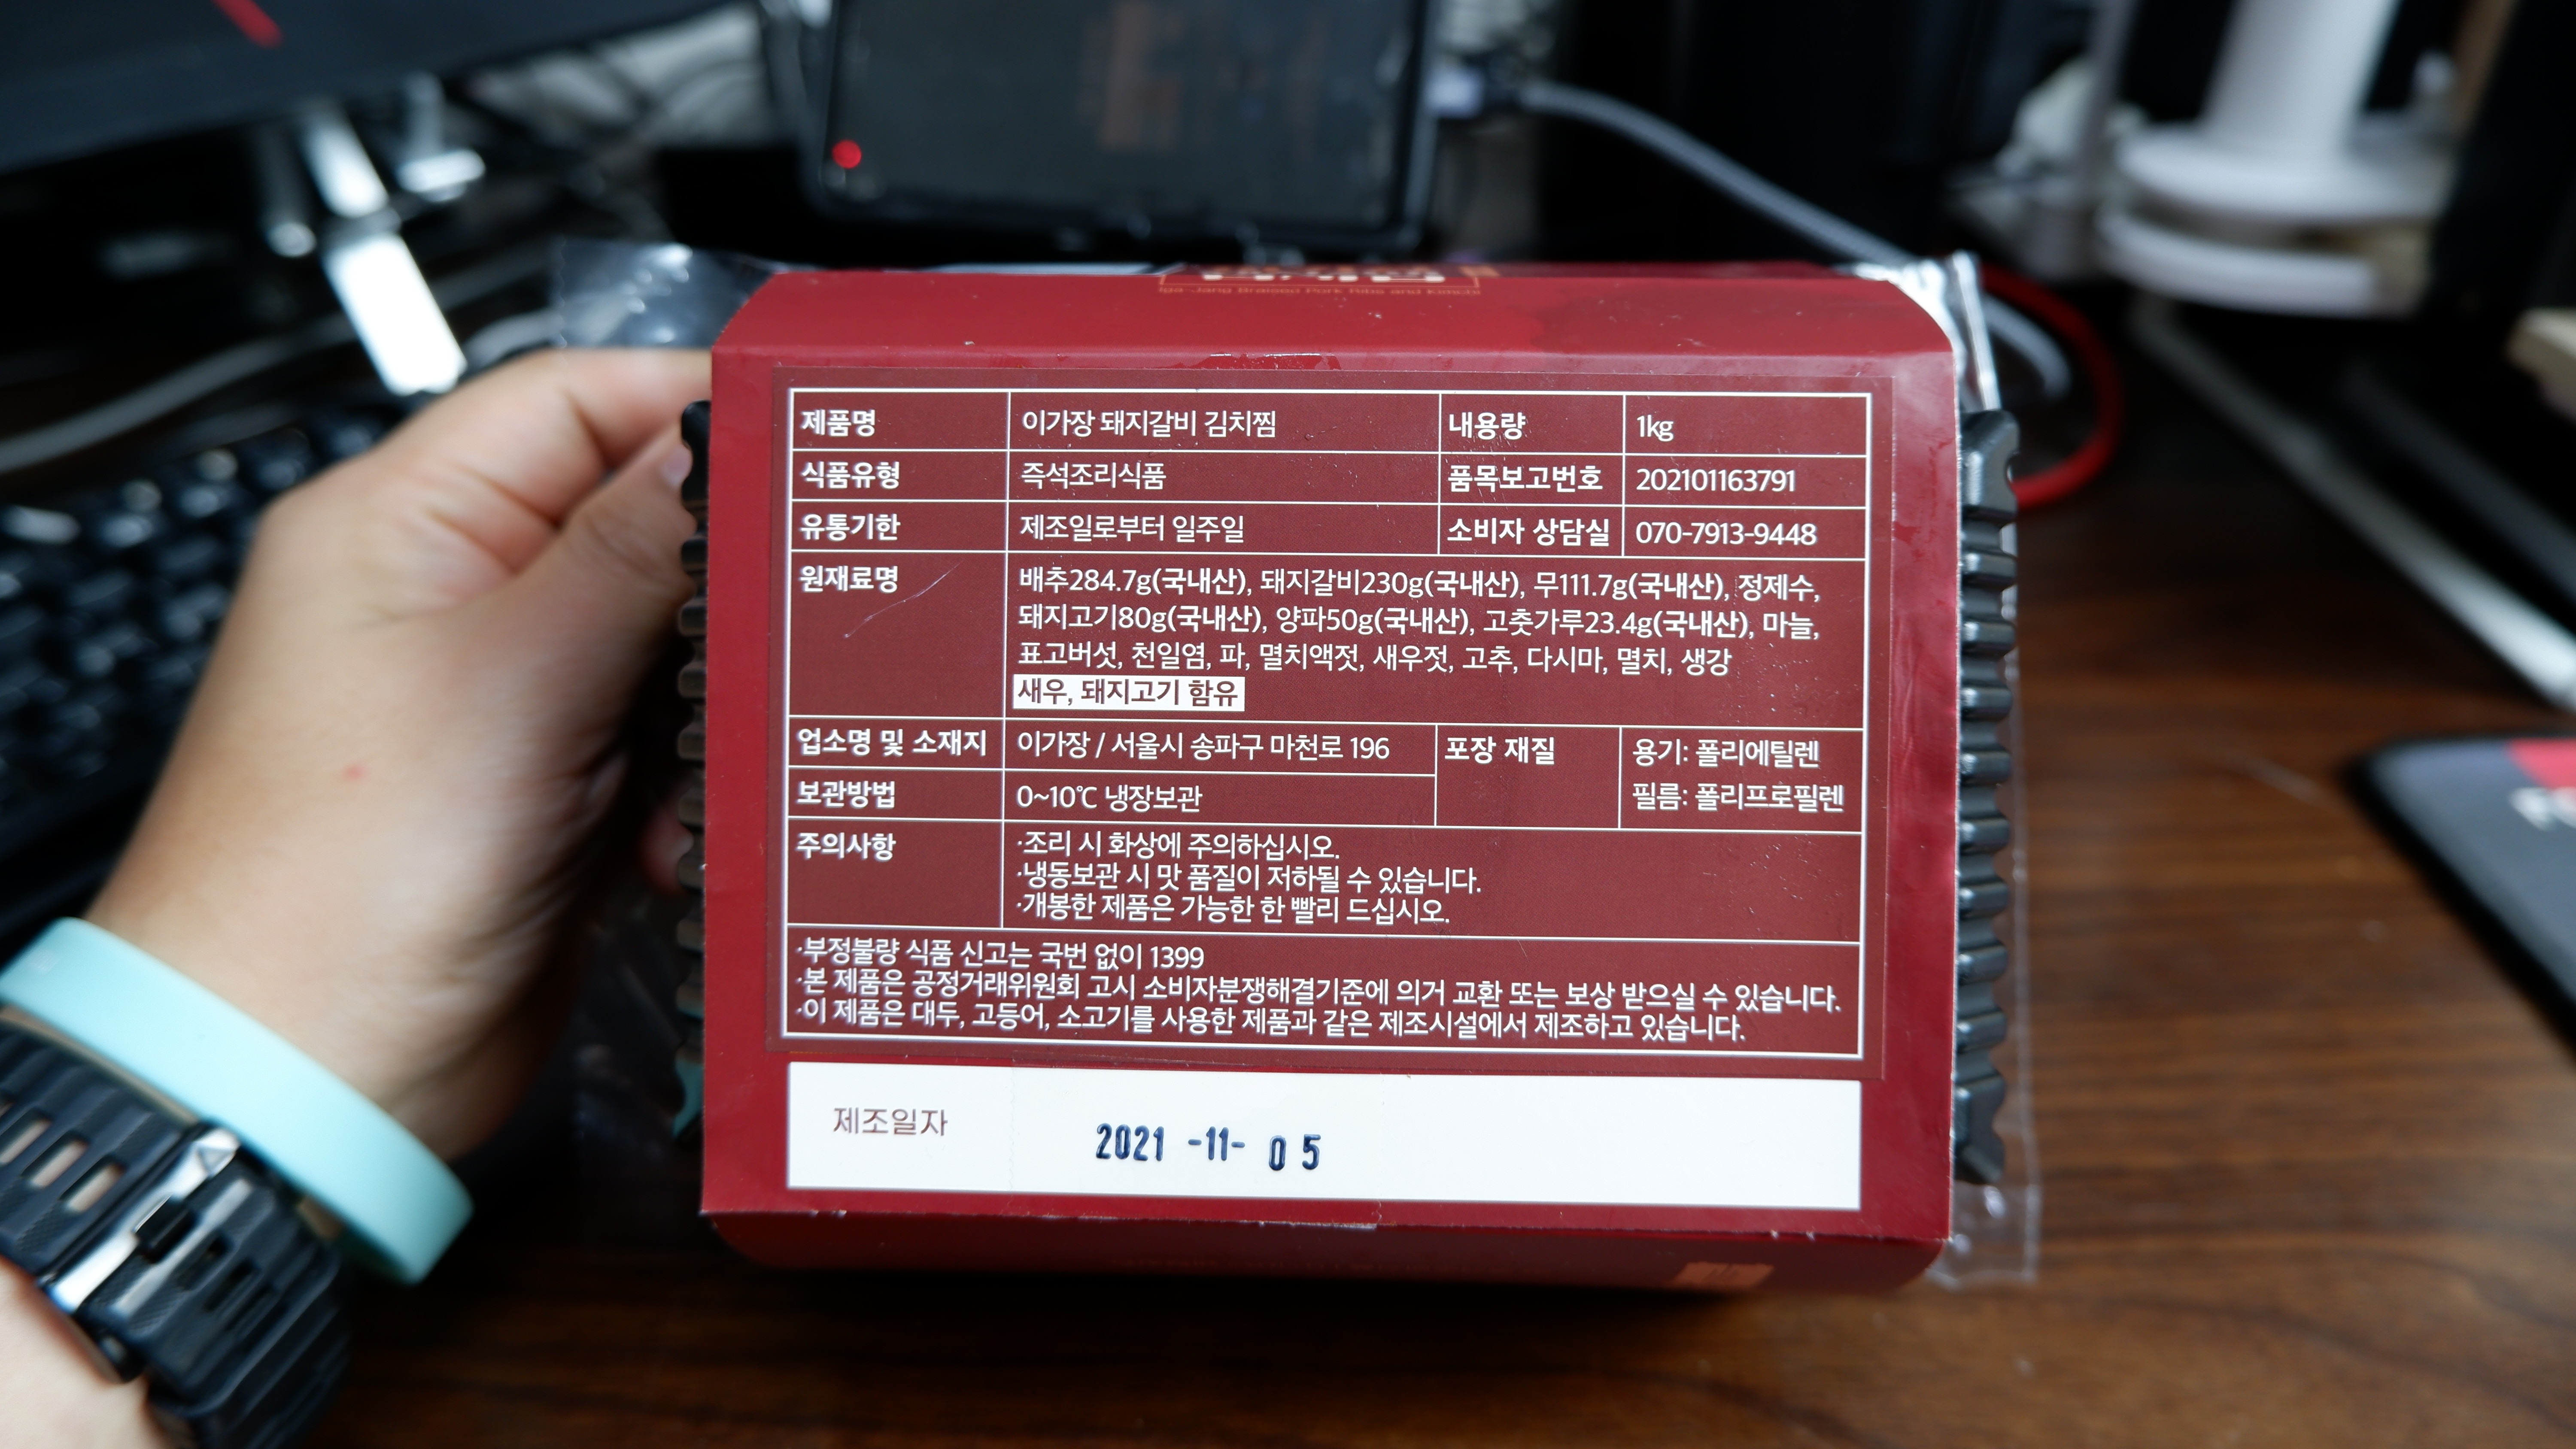 Iga-Jang Braised Pork Ribs and Kimchi
제품명 이가장 돼지갈비 김치찜 내용량 1kg
식품유형 즉석조리식품 품목보고번호 202101163791
유통기한 제조일로부터 일주일 소비자 상담실 070-7913-9448
원재료명 배추284.7g(국내산), 돼지갈비230g(국내산), 무111.7g(국내산), 정제수,
돼지고기80g(국내산), 양파50g(국내산), 고춧가루23.4g(국내산), 마늘,
표고버섯, 천일염, 파, 멸치액젓, 새우젓, 고추, 다시마, 멸치, 생강
새우, 돼지고기 함유
업소명 및 소재지 이가장 / 서울시 송파구 마천로 196 포장 재질 용기: 폴리에틸렌
보관방법 0~10℃ 냉장보관 필름: 폴리프로필렌
주의사항 ·조리 시 화상에 주의하십시오.
·냉동보관 시 맛 품질이 저하될 수 있습니다.
·개봉한 제품은 가능한 한 빨리 드십시오.
·부정불량 식품 신고는 국번 없이 1399
·본 제품은 공정거래위원회 고시 소비자분쟁해결기준에 의거 교환 또는 보상 받으실 수 있습니다.
·이 제품은 대두, 고등어, 소고기를 사용한 제품과 같은 제조시설에서 제조하고 있습니다.
제조일자 2021 -11- 05